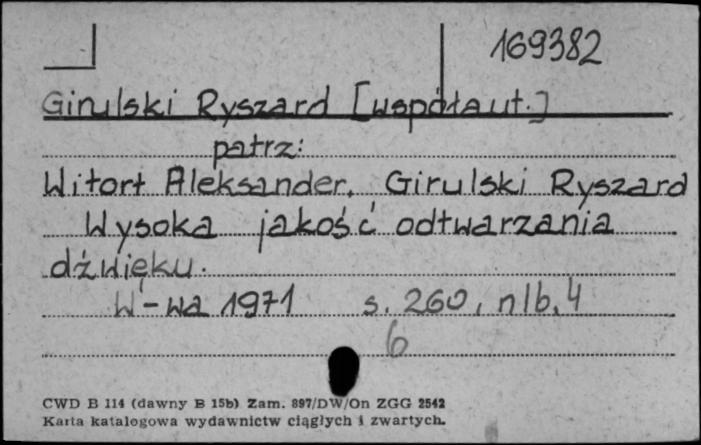 169382
Girulski Ryszard [współaut.]
patrz:
Witort Aleksander, Girulski Ryszard
Wysoka jakość odtwarzania
dźwięku.
W-wa 1971 s. 260, nlb. 4
6
CWD B 114 (dawny B 15b) Zam. 897/DW/On ZGG 2542
Karta katalogowa wydawnictw ciągłych i zwartych.